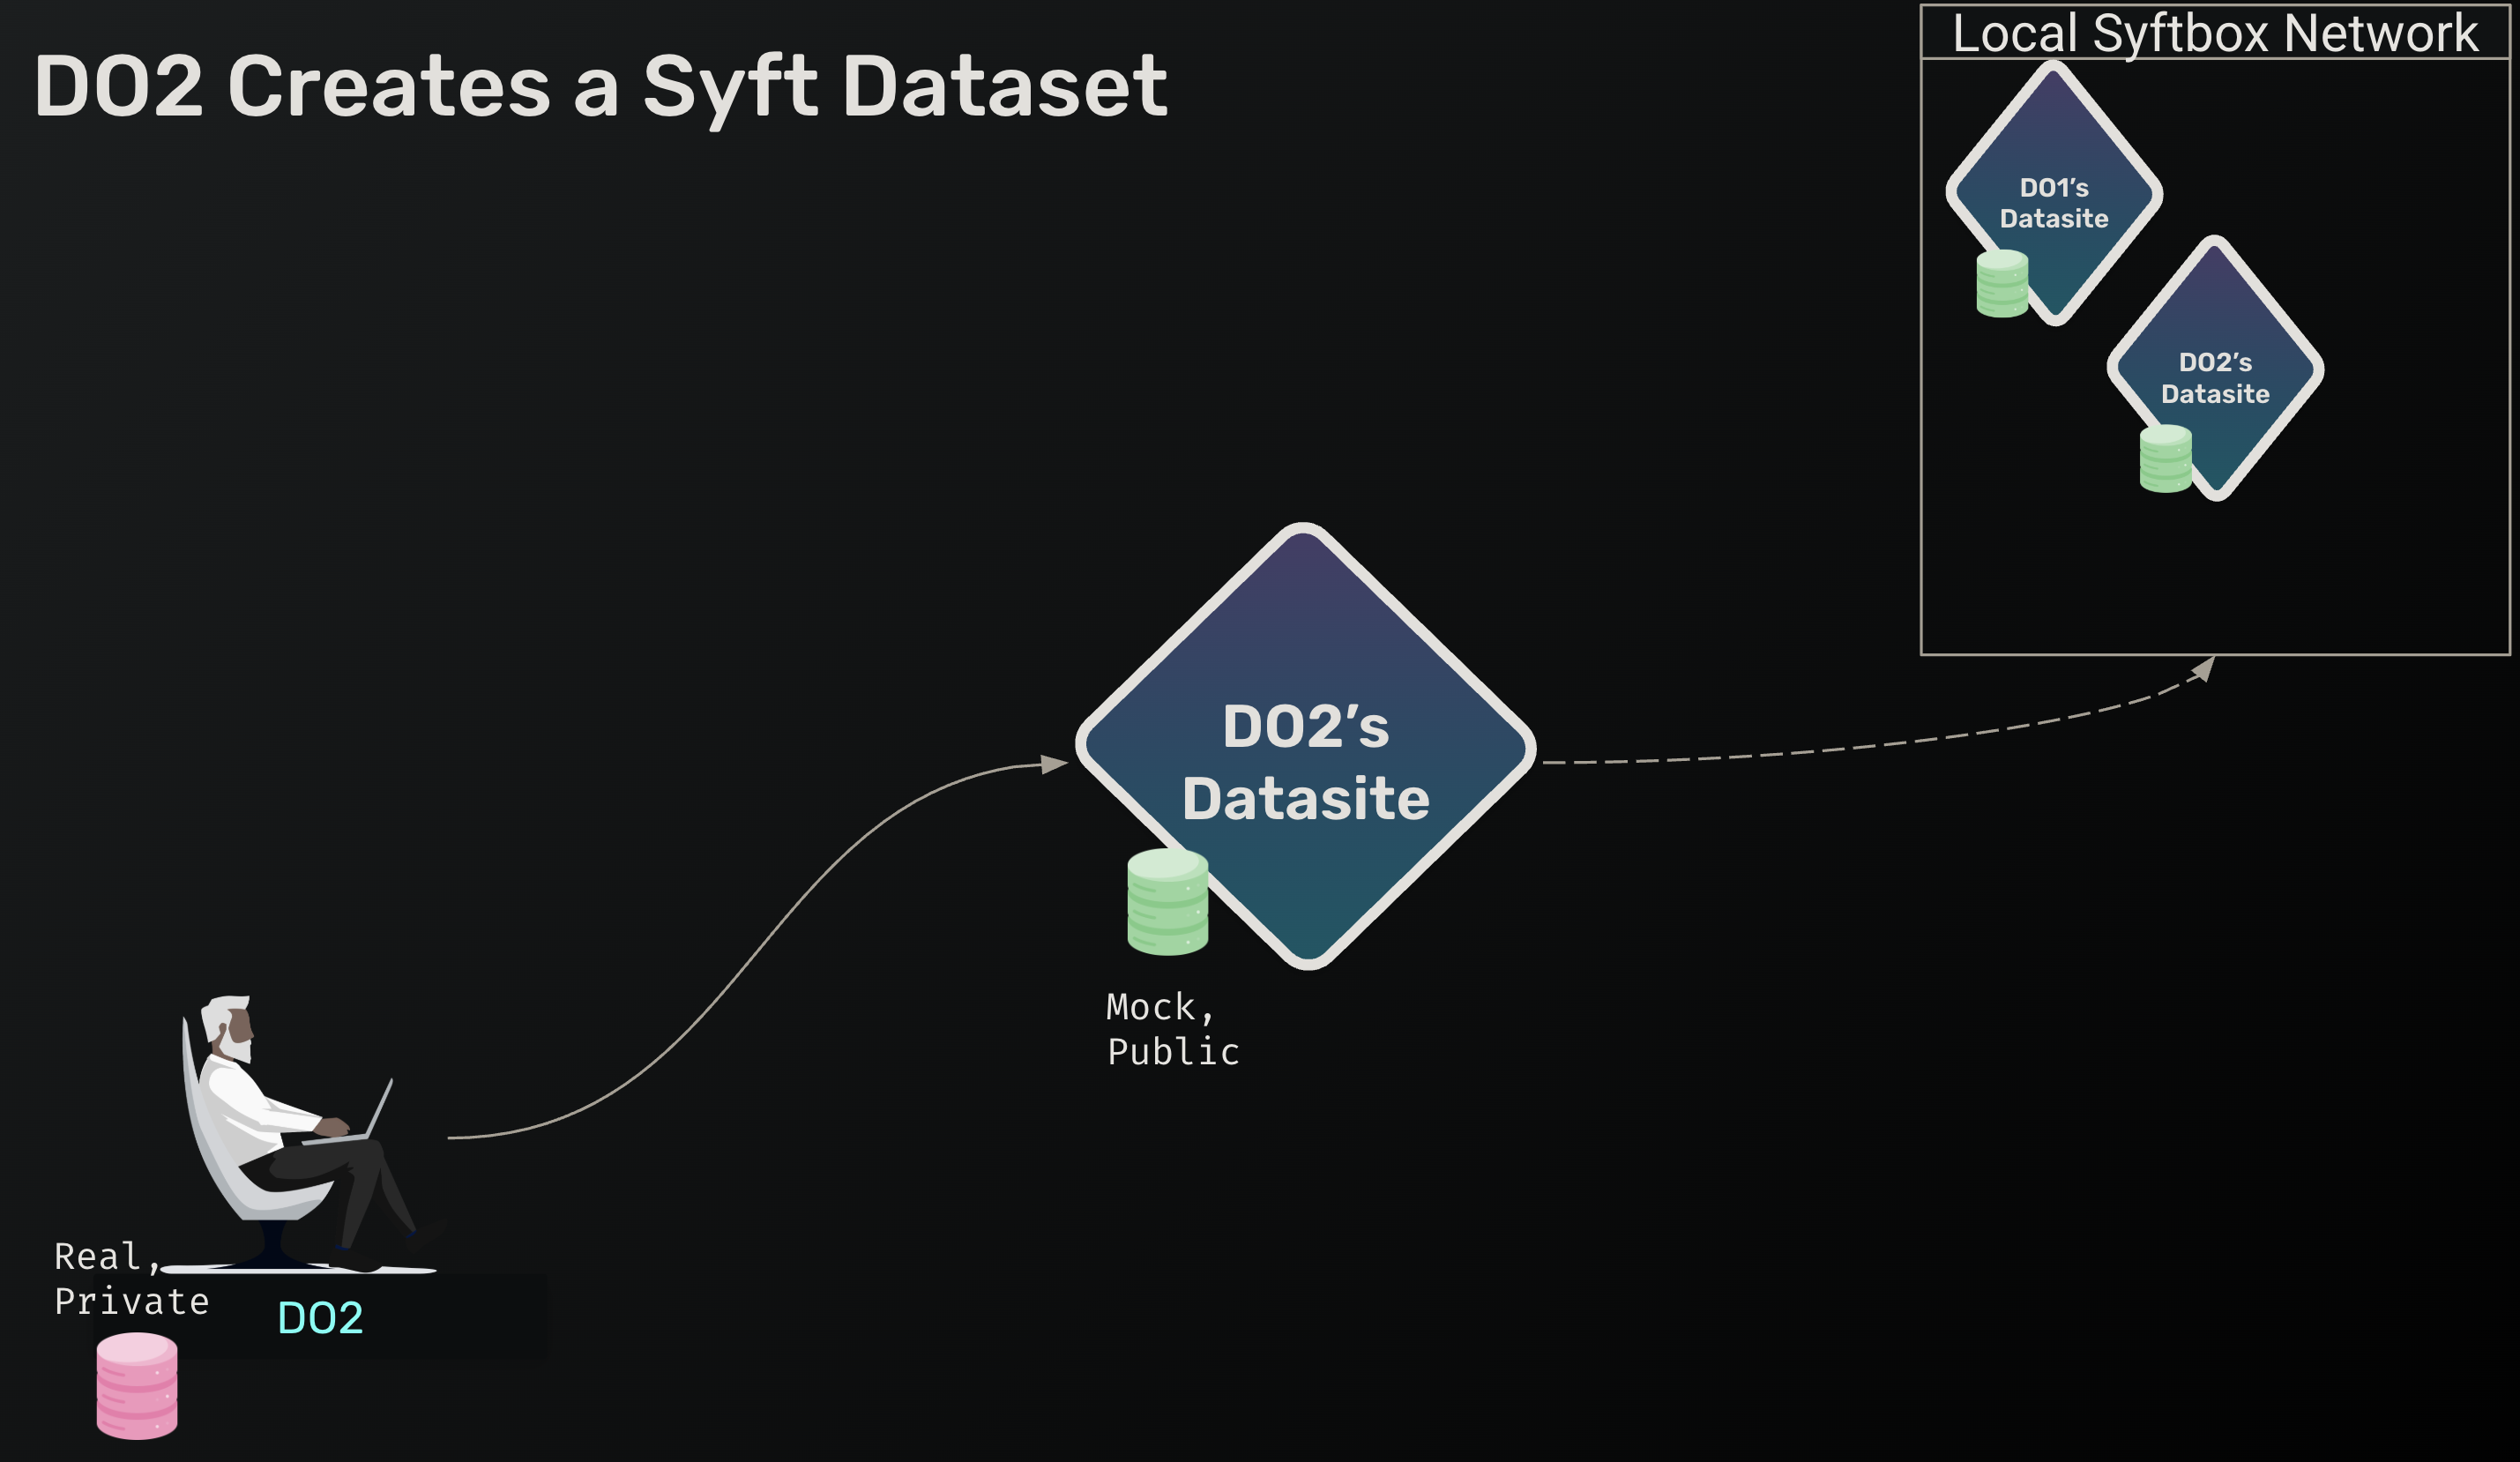 DO2 Creates a Syft Dataset
Local Syftbox Network
DO1's
Datasite
DO2's
Datasite
DO2's
Datasite
Mock,
Public
Real,
Private
DO2